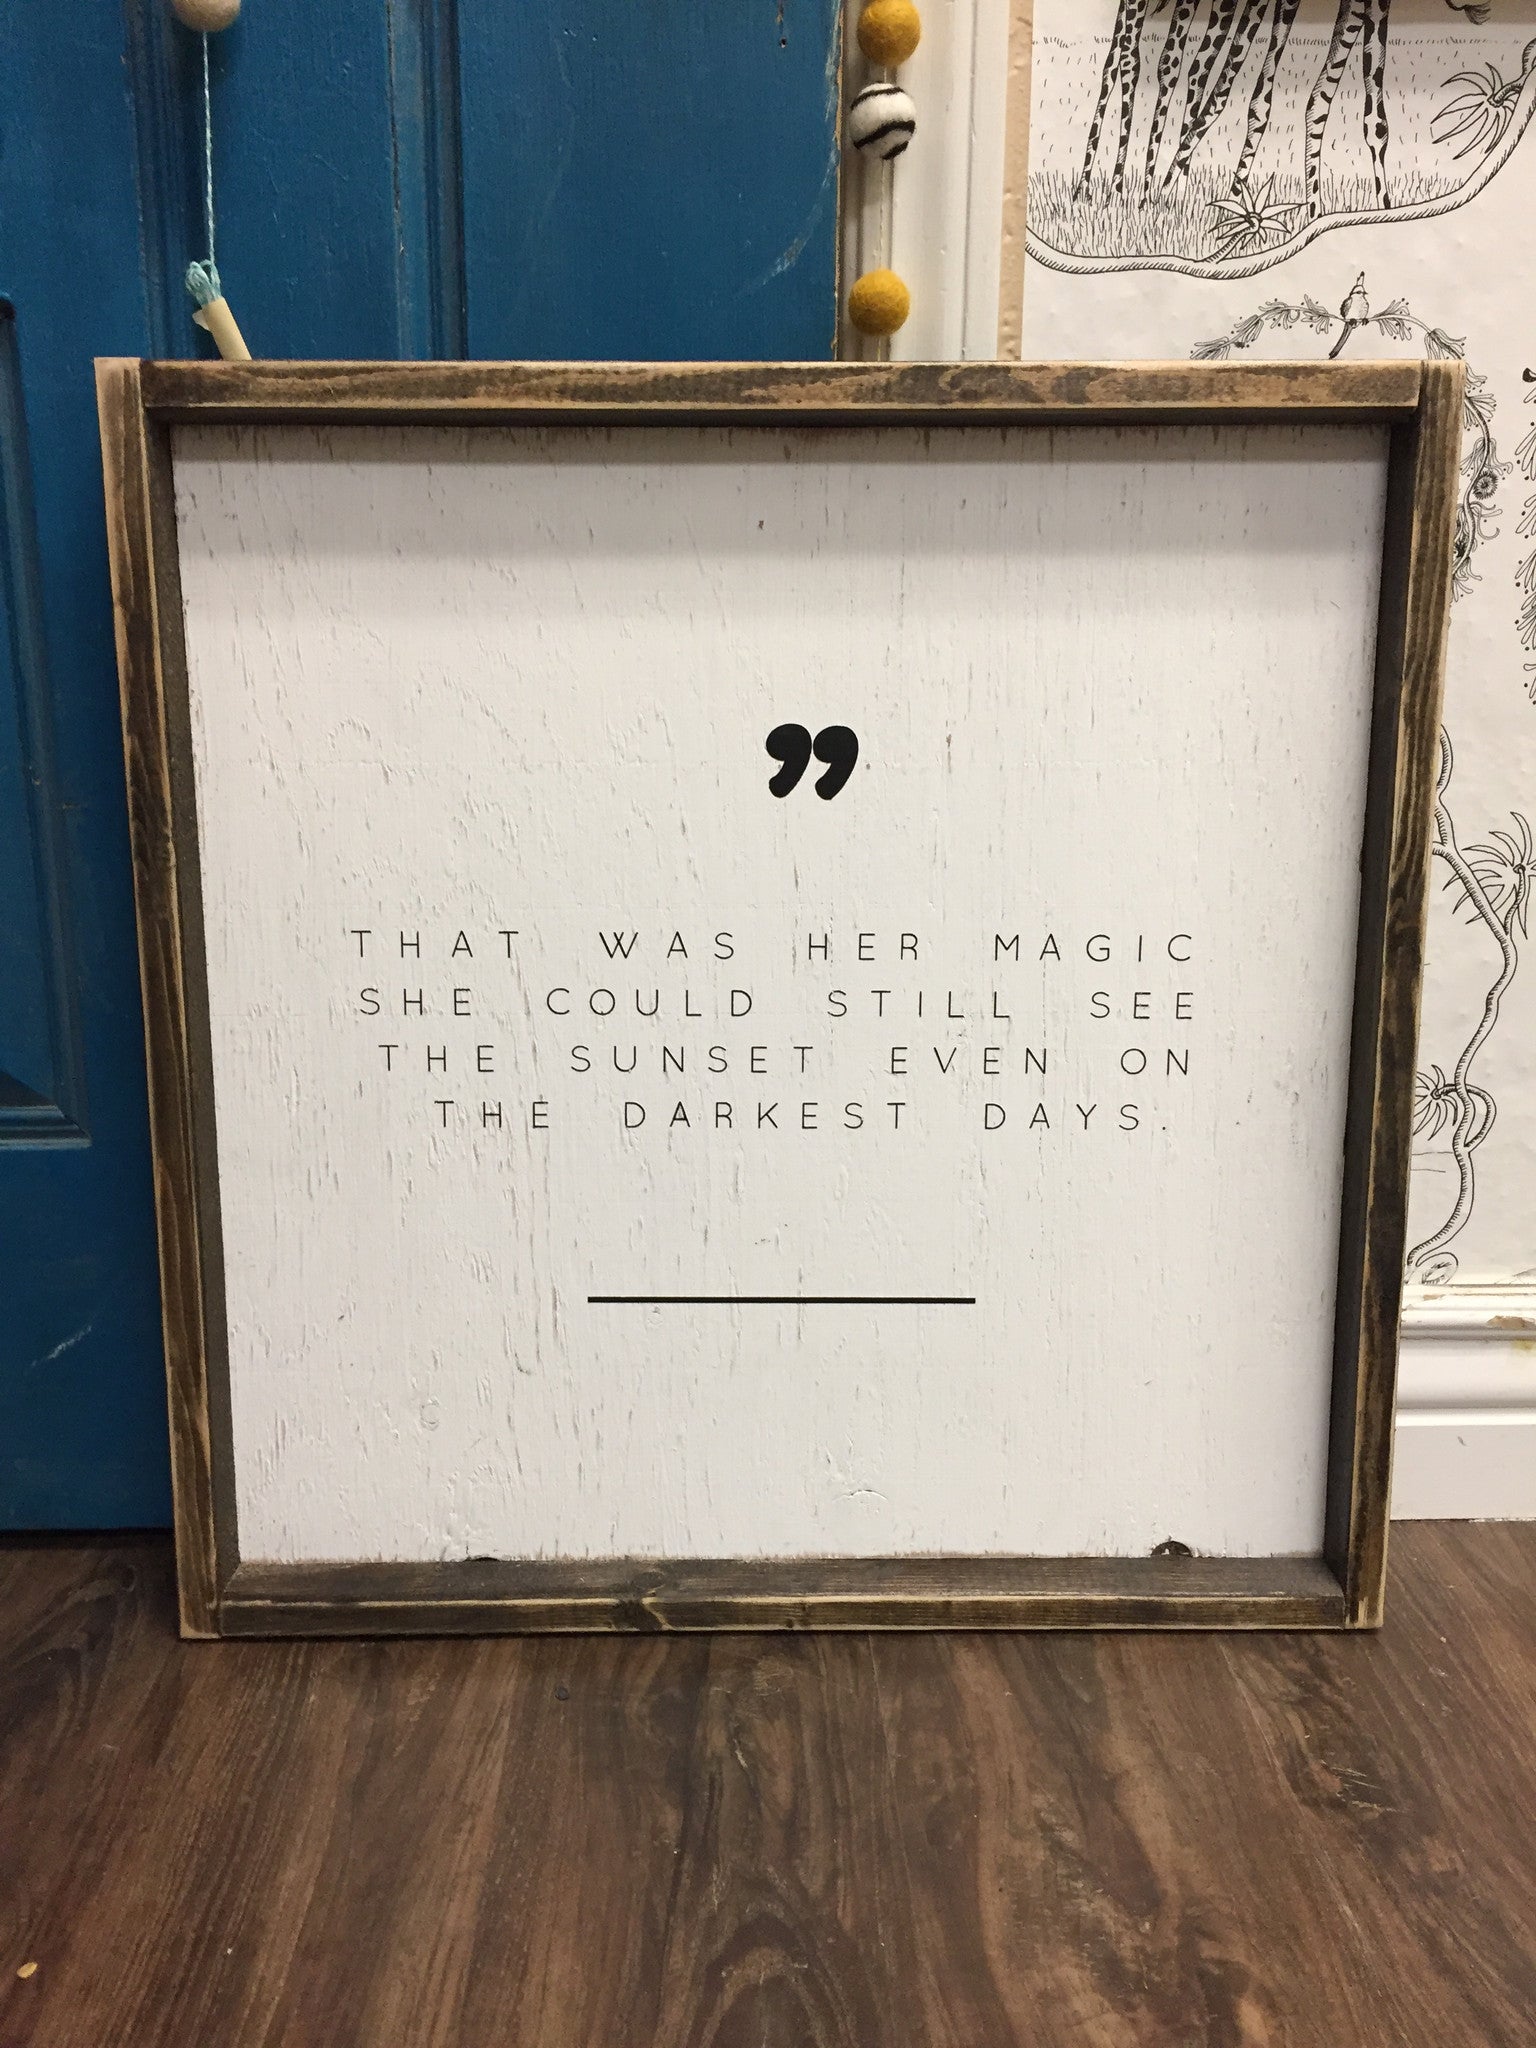 ”
THAT WAS HER MAGIC
SHE COULD STILL SEE
THE SUNSET EVEN ON
THE DARKEST DAYS.